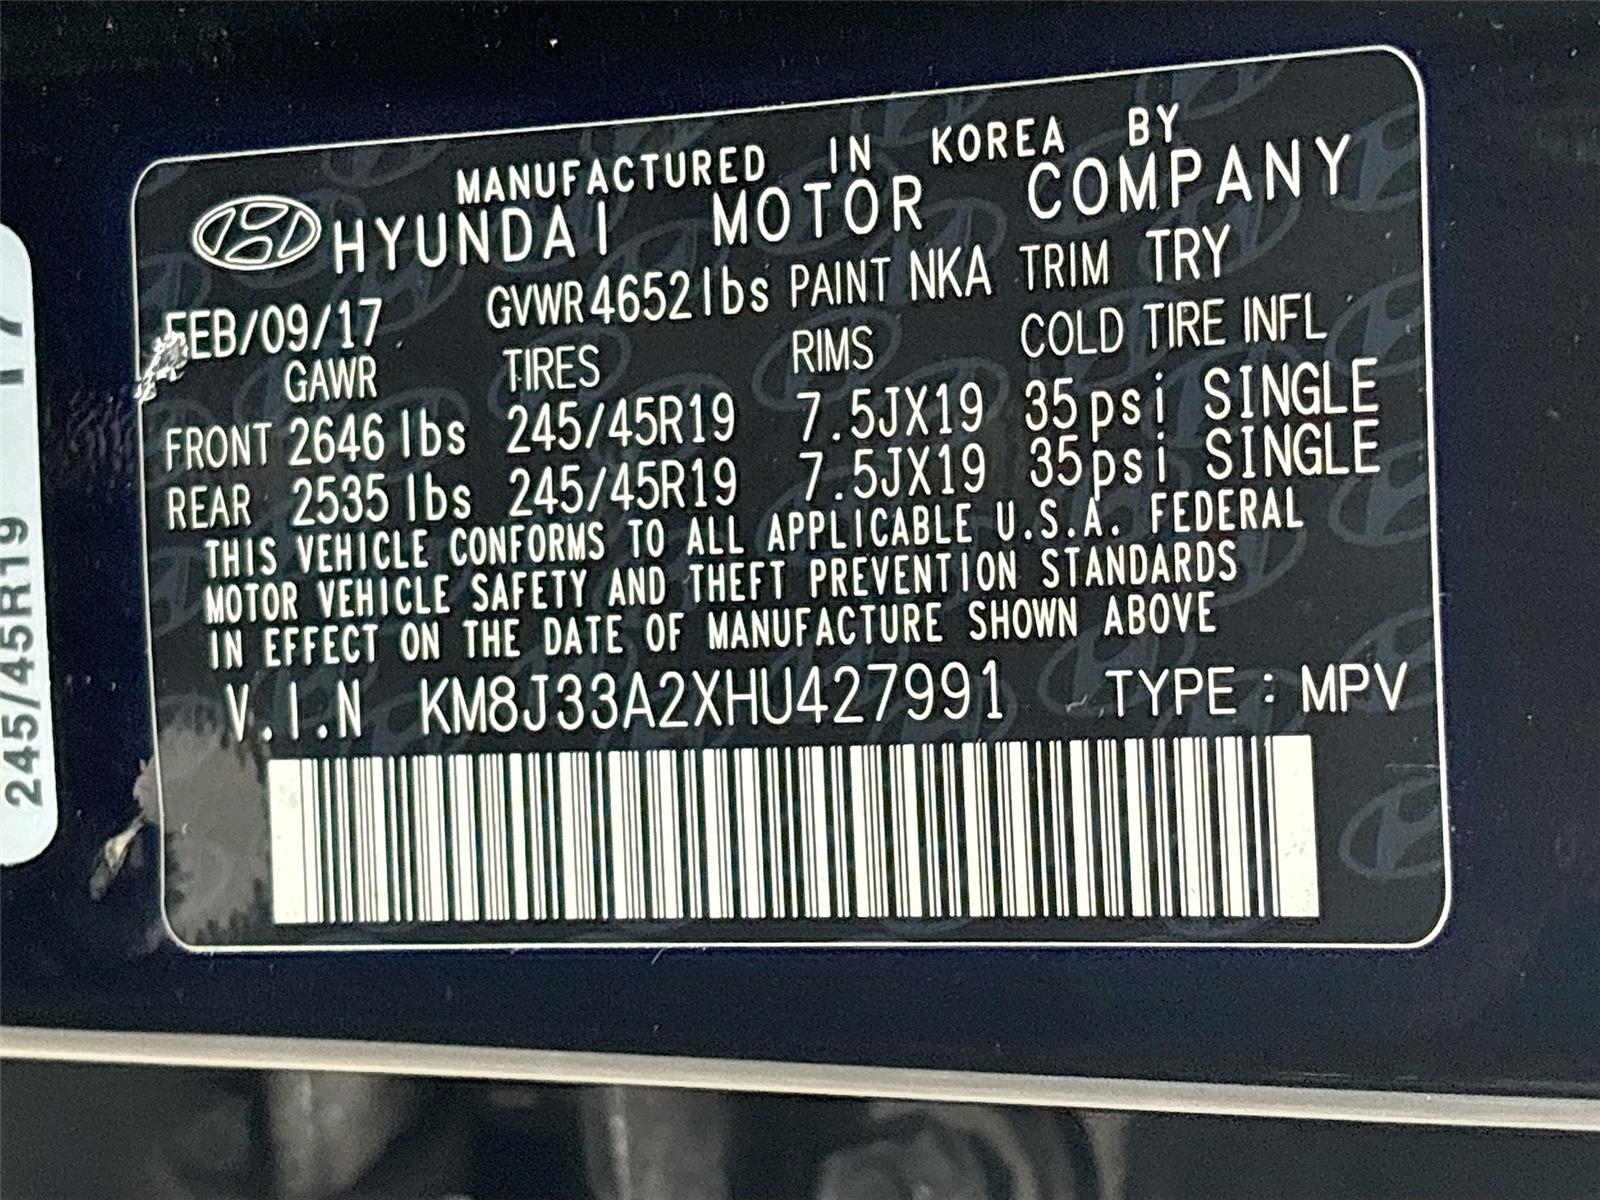 MANUFACTURED IN KOREA BY
HYUNDAI MOTOR COMPANY
FEB/09/17 GVWR 4652lbs PAINT NKA TRIM TRY
GAWR TIRES RIMS COLD TIRE INFL
FRONT 2646 lbs 245/45R19 7.5JX19 35psi SINGLE
REAR 2535 lbs 245/45R19 7.5JX19 35psi SINGLE
THIS VEHICLE CONFORMS TO ALL APPLICABLE U.S.A. FEDERAL
MOTOR VEHICLE SAFETY AND THEFT PREVENTION STANDARDS
IN EFFECT ON THE DATE OF MANUFACTURE SHOWN ABOVE
V.I.N KM8J33A2XHU427991 TYPE : MPV
245/45R19